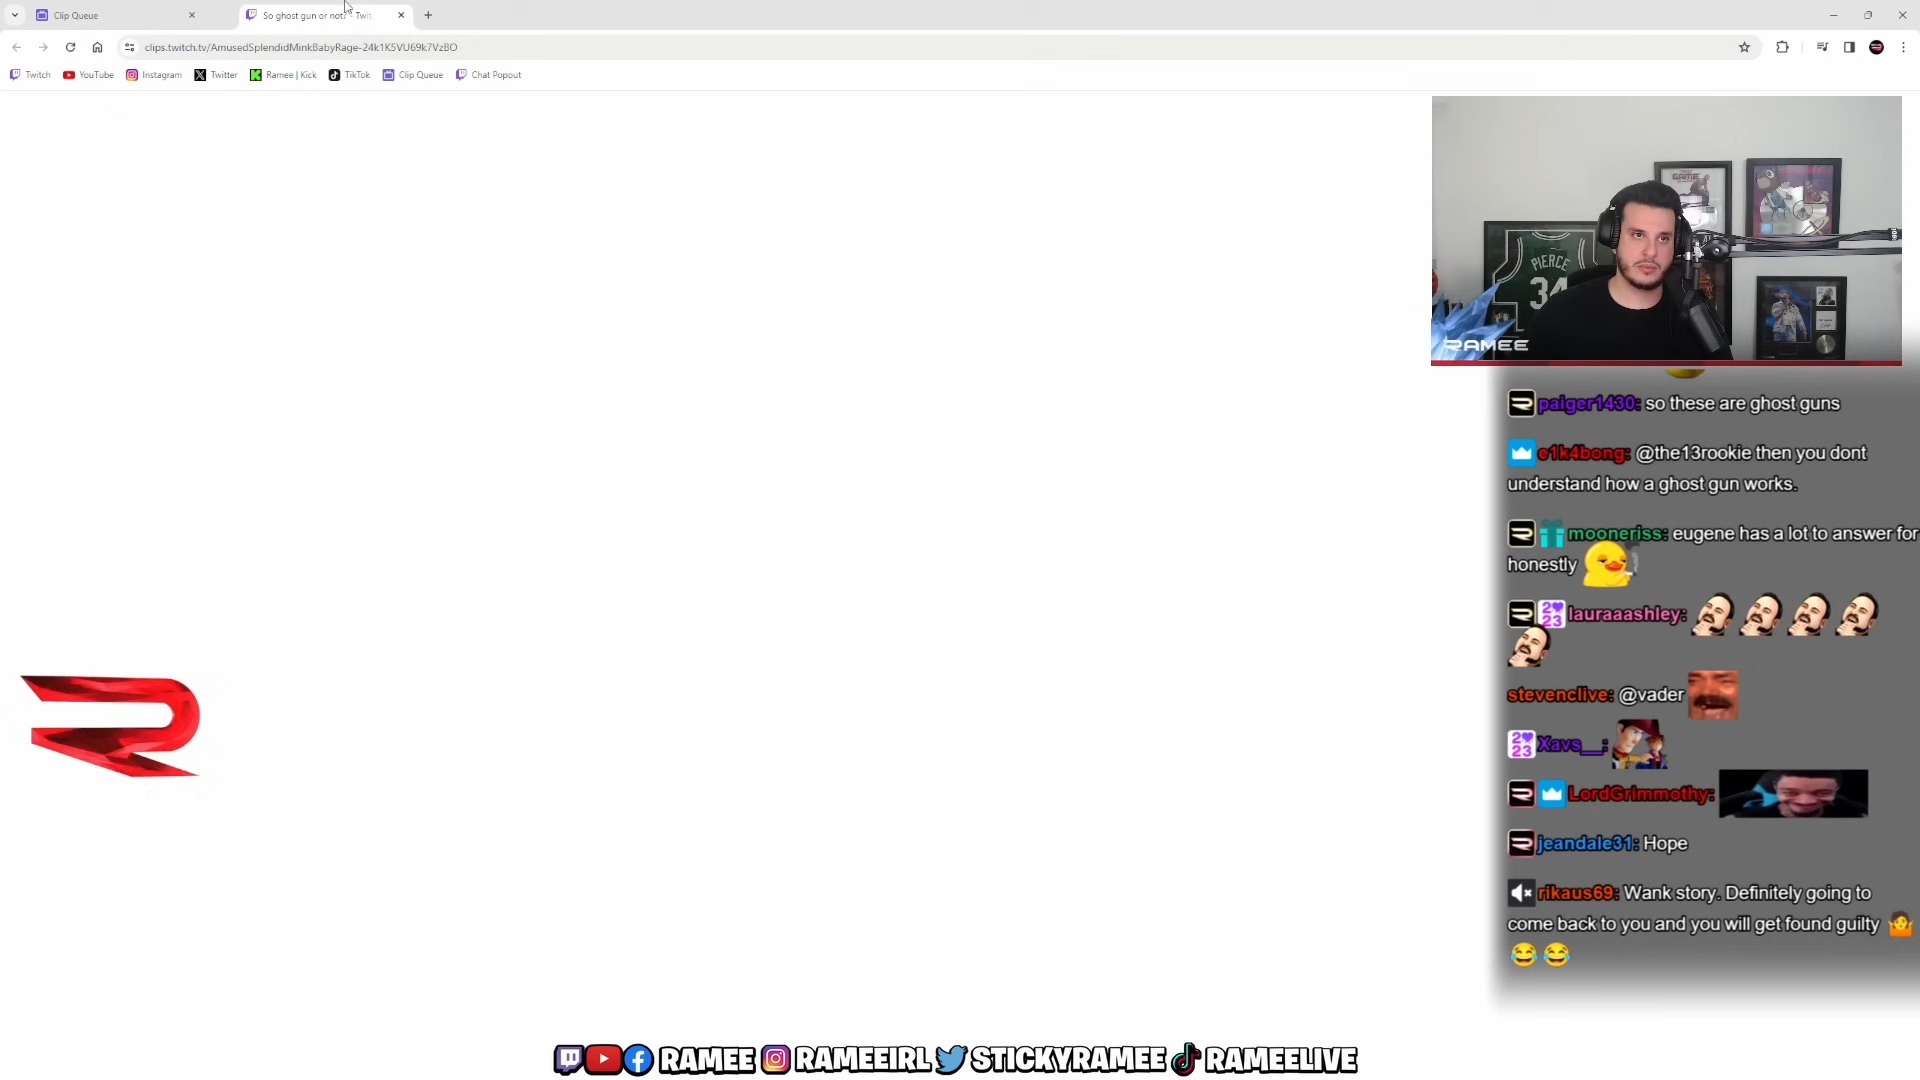 Clip Queue
So ghost gun or not? - Twit
clips.twitch.tv/AmusedSplendidMinkBabyRage-24k1K5VU69k7VzBO
Twitch YouTube Instagram Twitter Ramee | Kick TikTok Clip Queue Chat Popout
GAME
PIERCE
34
RAMEE
paiger1430: so these are ghost guns
e1k4bong: @the13rookie then you dont
understand how a ghost gun works.
mooneriss: eugene has a lot to answer for
honestly
lauraaashley:
stevenclive: @vader
Xavs__:
LordGrimmothy:
jeandale31: Hope
rikaus69: Wank story. Definitely going to
come back to you and you will get found guilty
RAMEE RAMEEIRL STICKYRAMEE RAMEELIVE